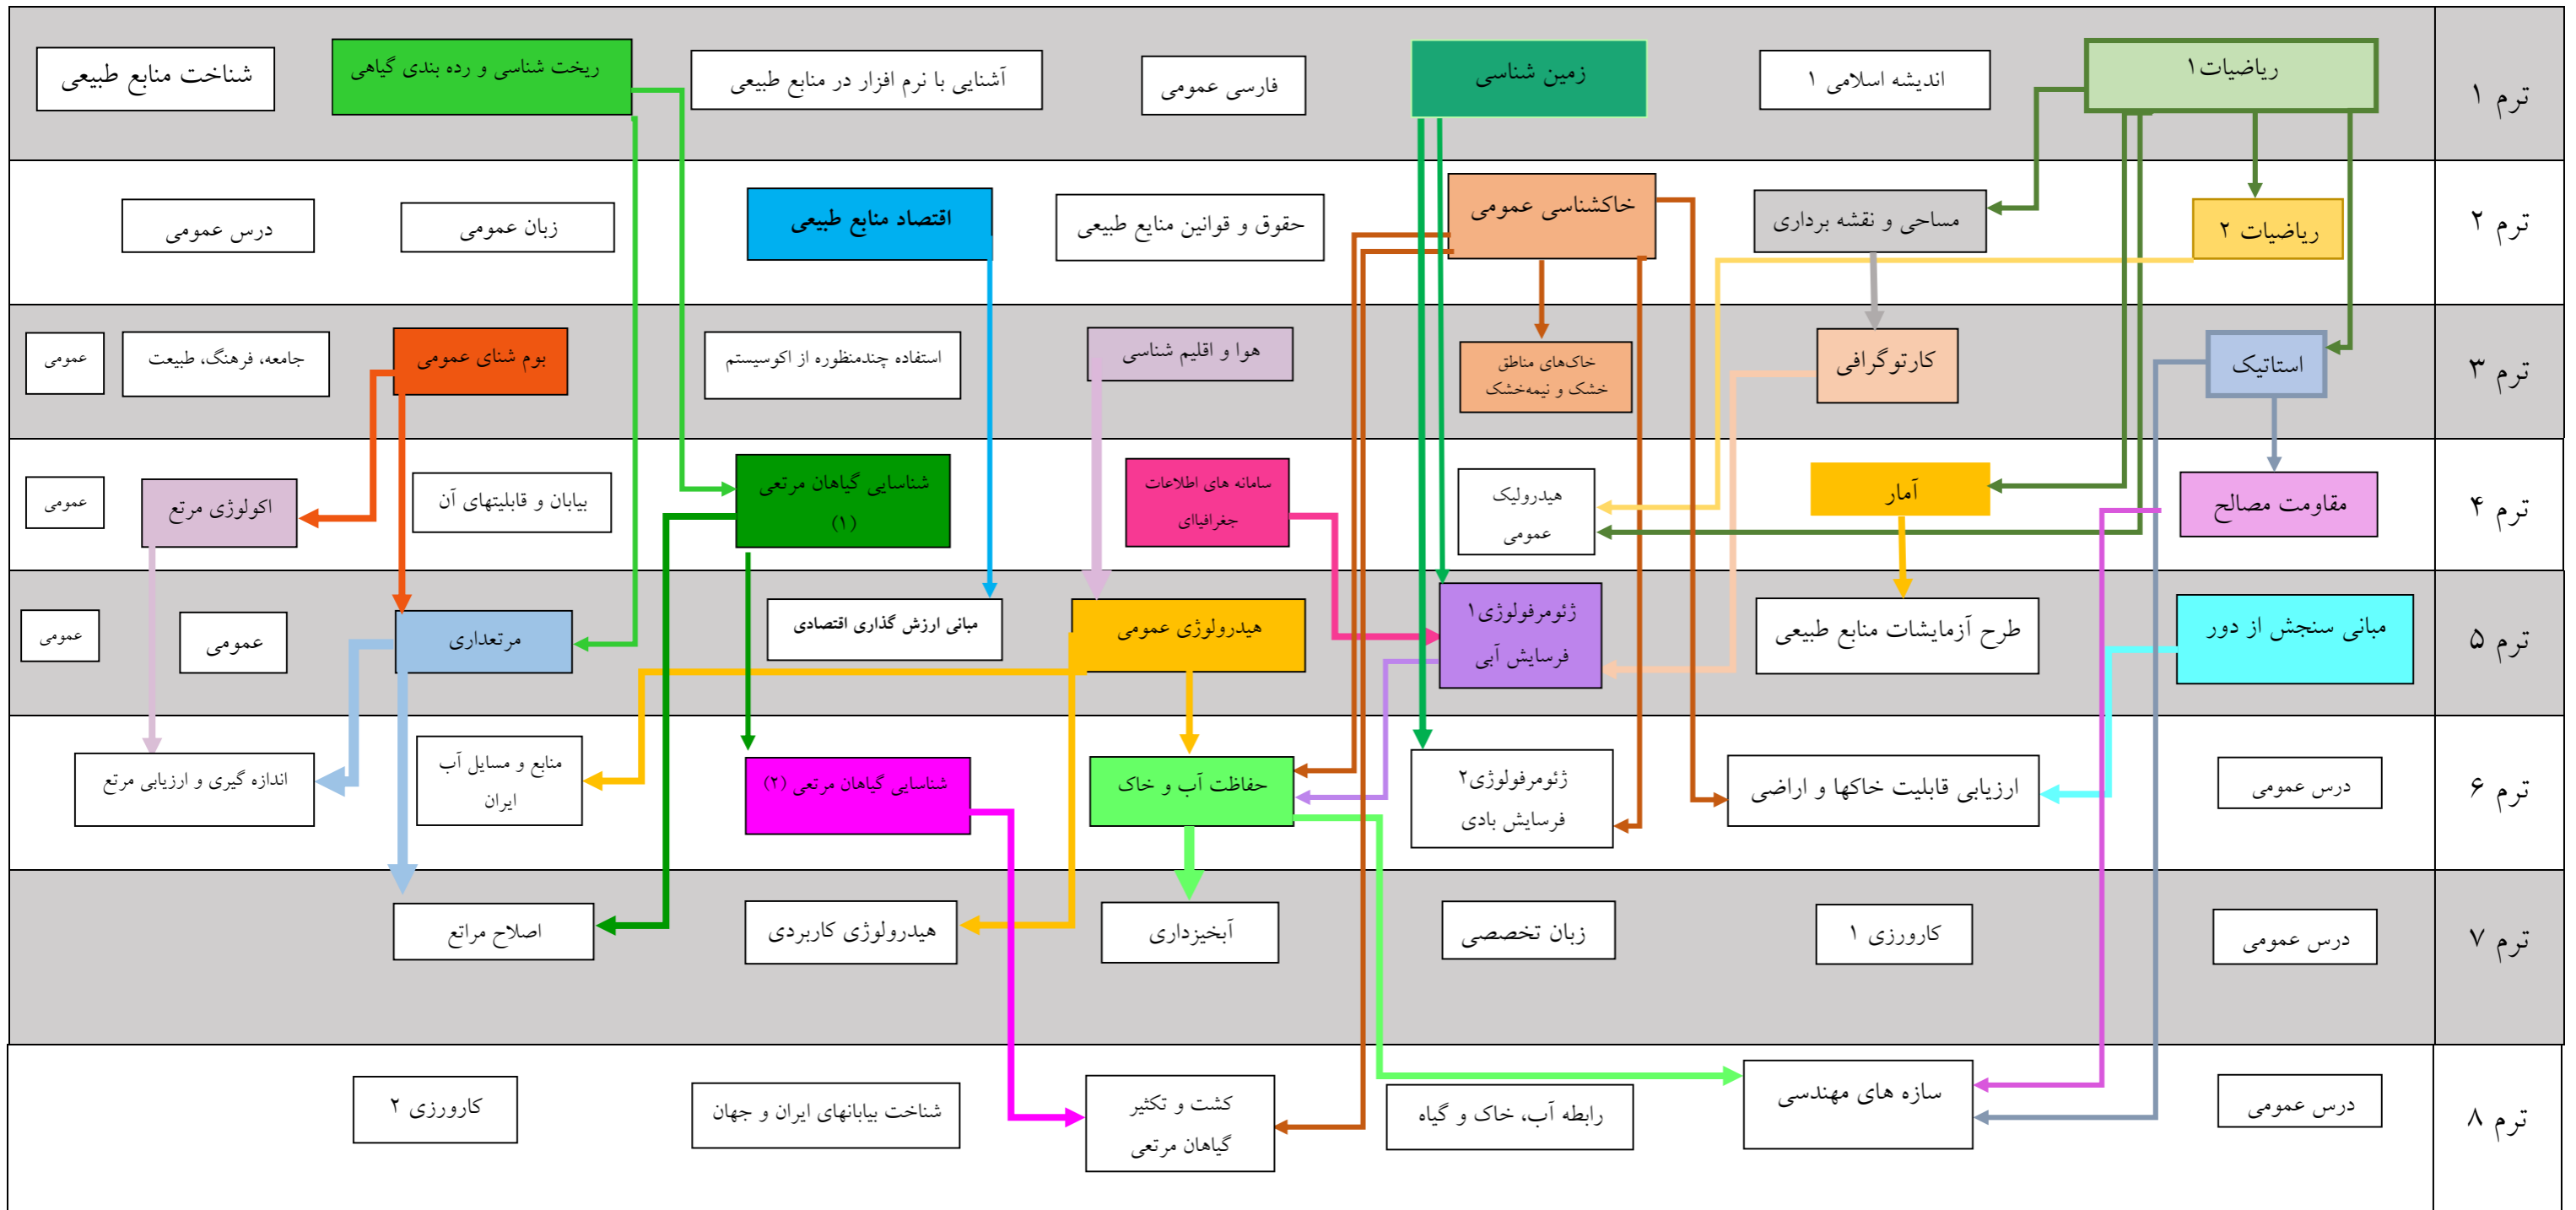 ترم ۱
ریاضیات۱
اندیشه اسلامی ۱
زمین شناسی
فارسی عمومی
آشنایی با نرم افزار در منابع طبیعی
ریخت شناسی و رده بندی گیاهی
شناخت منابع طبیعی
ترم ۲
ریاضیات ۲
مساحی و نقشه برداری
خاکشناسی عمومی
حقوق و قوانین منابع طبیعی
اقتصاد منابع طبیعی
زبان عمومی
درس عمومی
ترم ۳
استاتیک
کارتوگرافی
خاک‌های مناطق
خشک و نیمه‌خشک
هوا و اقلیم شناسی
استفاده چندمنظوره از اکوسیستم
بوم شنای عمومی
جامعه، فرهنگ، طبیعت
عمومی
ترم ۴
مقاومت مصالح
آمار
هیدرولیک
عمومی
سامانه های اطلاعات
جغرافیاای
شناسایی گیاهان مرتعی
(۱)
بیابان و قابلیتهای آن
اکولوژی مرتع
عمومی
ترم ۵
مبانی سنجش از دور
طرح آزمایشات منابع طبیعی
ژئومرفولوژی۱
فرسایش آبی
هیدرولوژی عمومی
مبانی ارزش گذاری اقتصادی
مرتعداری
عمومی
عمومی
ترم ۶
درس عمومی
ارزیابی قابلیت خاکها و اراضی
ژئومرفولوژی۲
فرسایش بادی
حفاظت آب و خاک
شناسایی گیاهان مرتعی (۲)
منابع و مسایل آب
ایران
اندازه گیری و ارزیابی مرتع
ترم ۷
درس عمومی
کارورزی ۱
زبان تخصصی
آبخیزداری
هیدرولوژی کاربردی
اصلاح مراتع
ترم ۸
درس عمومی
سازه های مهندسی
رابطه آب، خاک و گیاه
کشت و تکثیر
گیاهان مرتعی
شناخت بیابانهای ایران و جهان
کارورزی ۲